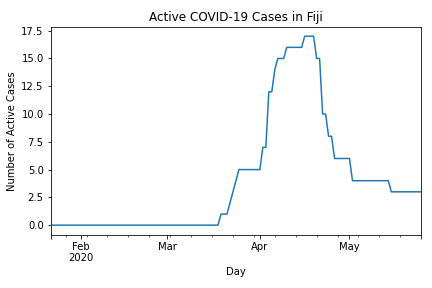 Active COVID-19 Cases in Fiji
Number of Active Cases
17.5
15.0
12.5
10.0
7.5
5.0
2.5
0.0
Feb
2020
Mar
Apr
May
Day